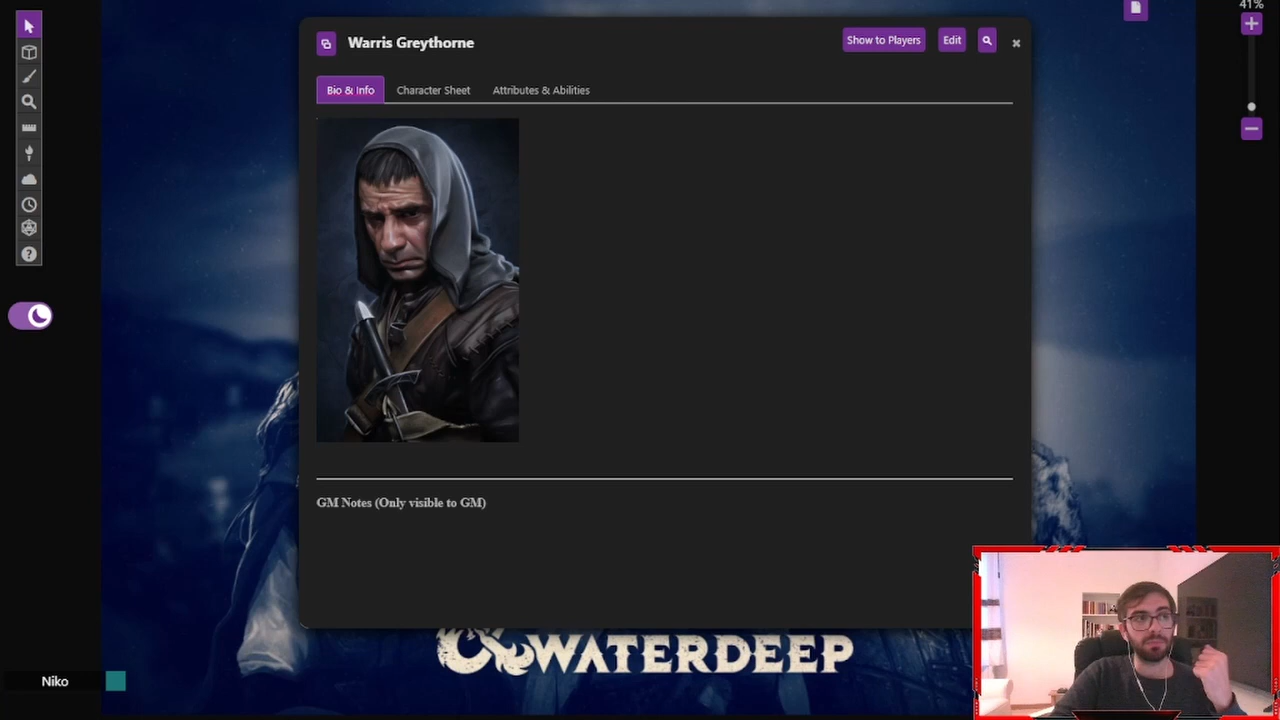 41%
Warris Greythorne
Show to Players
Edit
Bio & Info
Character Sheet
Attributes & Abilities
GM Notes (Only visible to GM)
WATERDEEP
Niko